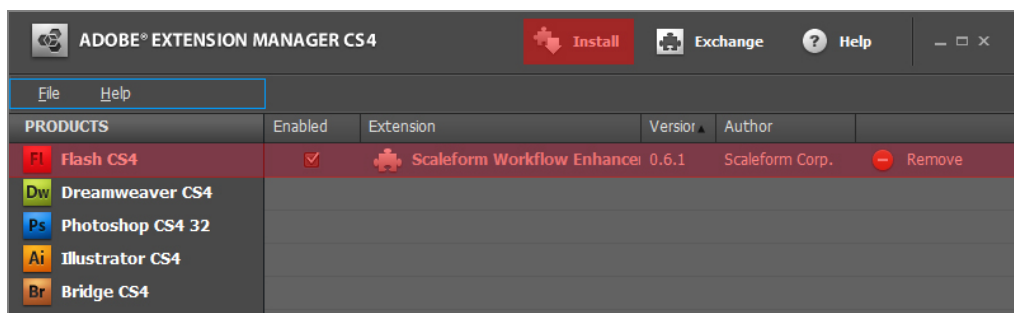 ADOBE® EXTENSION MANAGER CS4 Install Exchange ? Help
File Help
PRODUCTS Enabled Extension Version Author
Fl Flash CS4 Scaleform Workflow Enhancer 0.6.1 Scaleform Corp. Remove
Dw Dreamweaver CS4
Ps Photoshop CS4 32
Ai Illustrator CS4
Br Bridge CS4